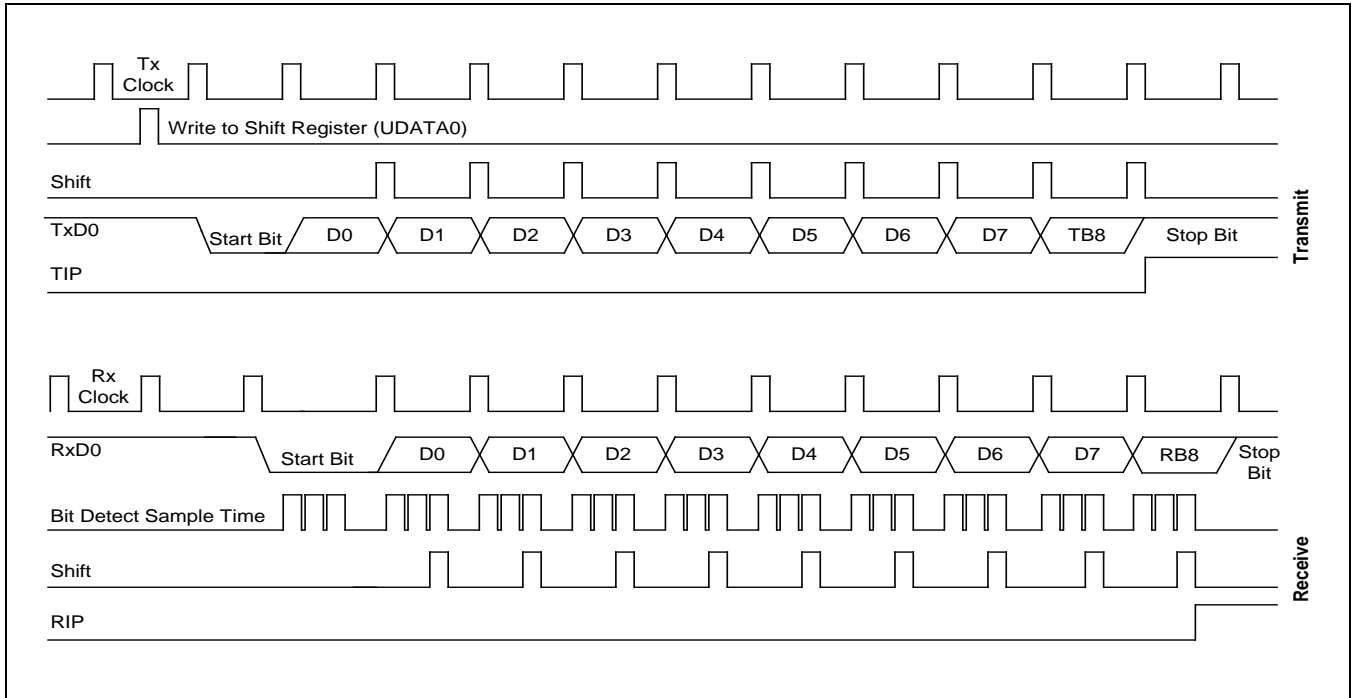 Tx
Clock
Write to Shift Register (UDATA0)
Shift
TxD0
Start Bit
D0
D1
D2
D3
D4
D5
D6
D7
TB8
Stop Bit
TIP
Transmit
Rx
Clock
RxD0
Start Bit
D0
D1
D2
D3
D4
D5
D6
D7
RB8
Stop
Bit
Bit Detect Sample Time
Shift
RIP
Receive